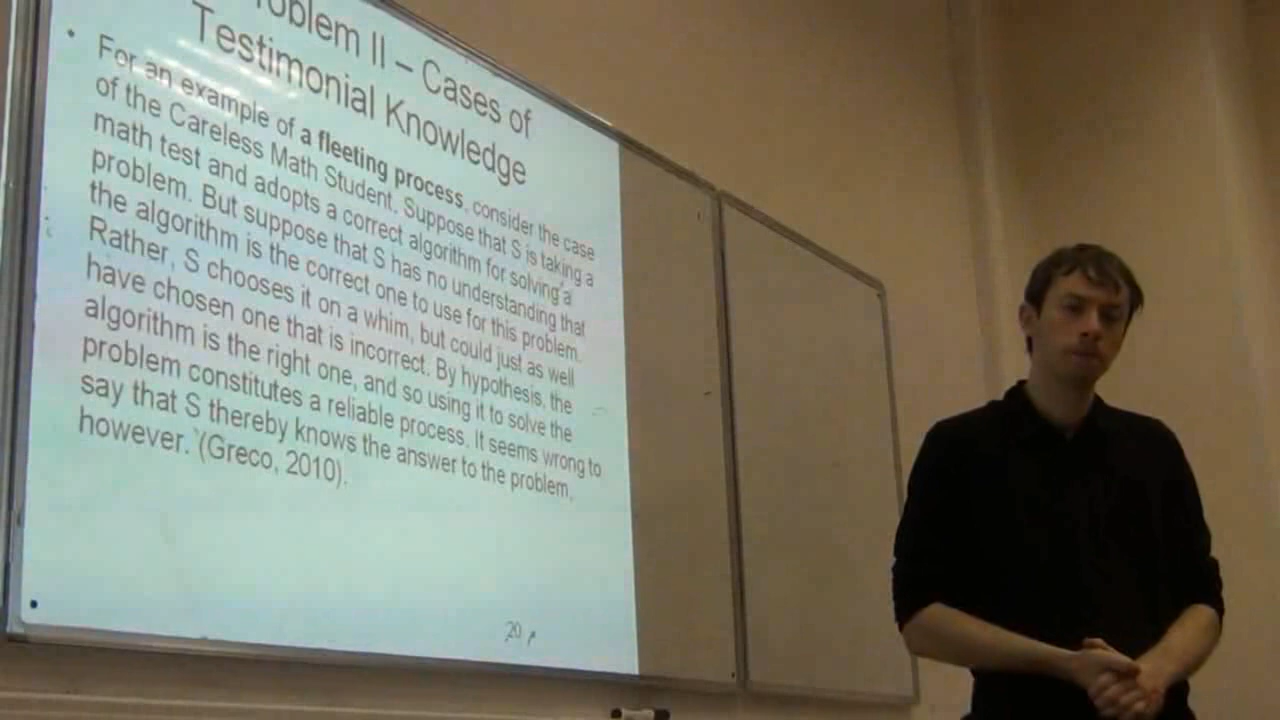 oblem II – Cases of
Testimonial Knowledge
• For an example of a fleeting process, consider the case
of the Careless Math Student. Suppose that S is taking a
math test and adopts a correct algorithm for solving a
problem. But suppose that S has no understanding that
the algorithm is the correct one to use for this problem.
Rather, S chooses it on a whim, but could just as well
have chosen one that is incorrect. By hypothesis, the
algorithm is the right one, and so using it to solve the
problem constitutes a reliable process. It seems wrong to
say that S thereby knows the answer to the problem,
however. (Greco, 2010).
•
20